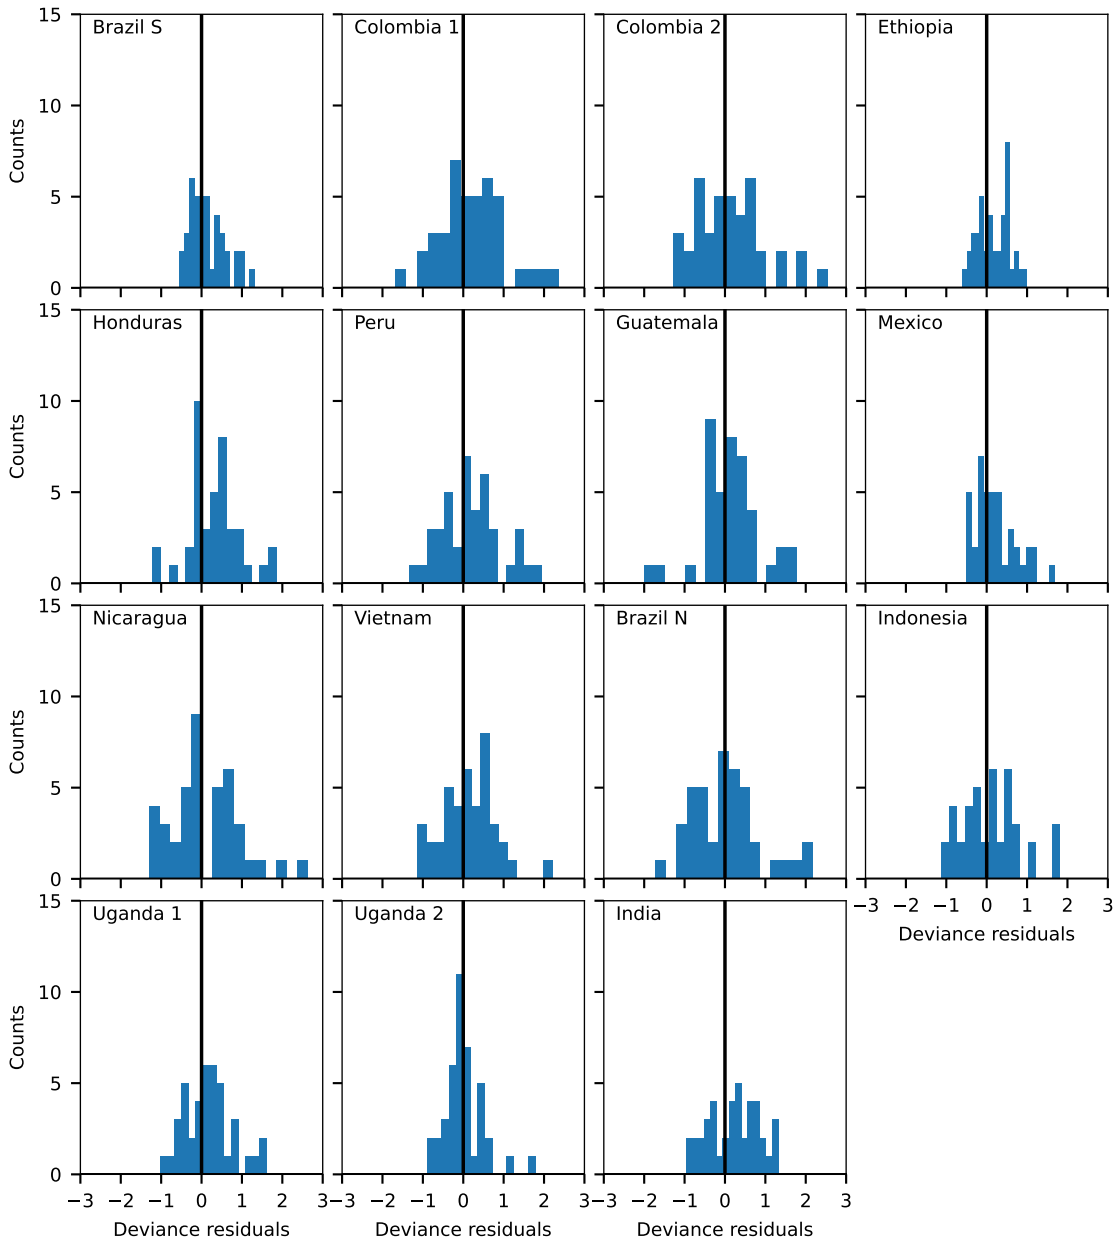 15
10
5
0
Counts
Brazil S
Colombia 1
Colombia 2
Ethiopia
15
10
5
0
Counts
Honduras
Peru
Guatemala
Mexico
15
10
5
0
Counts
Nicaragua
Vietnam
Brazil N
Indonesia
−3 −2 −1 0 1 2 3
Deviance residuals
15
10
5
0
Counts
Uganda 1
Uganda 2
India
−3 −2 −1 0 1 2 3
−3 −2 −1 0 1 2 3
−3 −2 −1 0 1 2 3
Deviance residuals
Deviance residuals
Deviance residuals